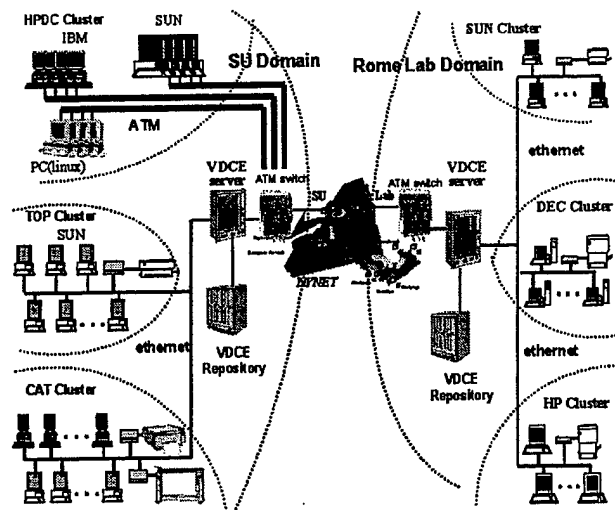 HPDC Cluster
IBM
SUN
SU Domain
Rome Lab Domain
SUN Cluster
ATM
PC(linux)
ethernet
VDCE
server
ATM switch
SU
Lab
ATM switch
VDCE
server
TOP Cluster
SUN
DEC Cluster
NYNET
VDCE
Repository
ethernet
VDCE
Repository
ethernet
CAT Cluster
HP Cluster